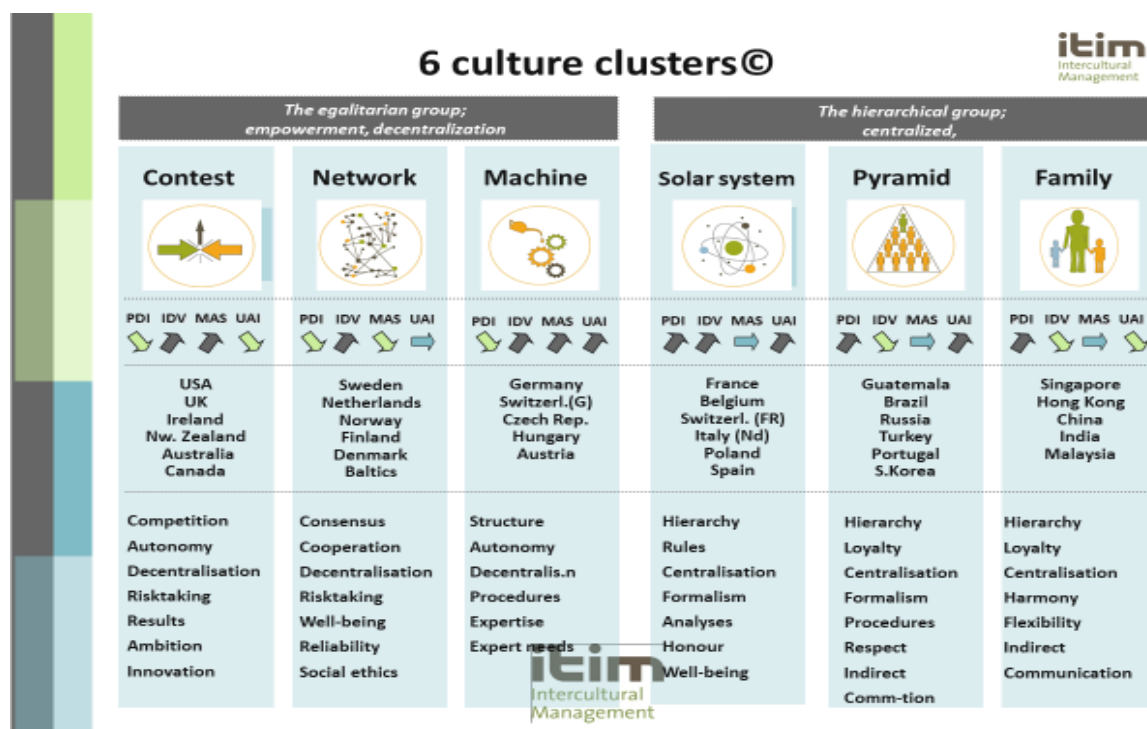 6 culture clusters©
itim
Intercultural
Management
The egalitarian group;
empowerment, decentralization
The hierarchical group;
centralized,
Contest
Network
Machine
Solar system
Pyramid
Family
PDI IDV MAS UAI
PDI IDV MAS UAI
PDI IDV MAS UAI
PDI IDV MAS UAI
PDI IDV MAS UAI
PDI IDV MAS UAI
USA
UK
Ireland
Nw. Zealand
Australia
Canada
Sweden
Netherlands
Norway
Finland
Denmark
Baltics
Germany
Switzerl.(G)
Czech Rep.
Hungary
Austria
France
Belgium
Switzerl. (FR)
Italy (Nd)
Poland
Spain
Guatemala
Brazil
Russia
Turkey
Portugal
S.Korea
Singapore
Hong Kong
China
India
Malaysia
Competition
Autonomy
Decentralisation
Risktaking
Results
Ambition
Innovation
Consensus
Cooperation
Decentralisation
Risktaking
Well-being
Reliability
Social ethics
Structure
Autonomy
Decentralis.n
Procedures
Expertise
Expert needs
Hierarchy
Rules
Centralisation
Formalism
Analyses
Honour
Well-being
Hierarchy
Loyalty
Centralisation
Formalism
Procedures
Respect
Indirect
Comm-tion
Hierarchy
Loyalty
Centralisation
Harmony
Flexibility
Indirect
Communication
itim
Intercultural
Management